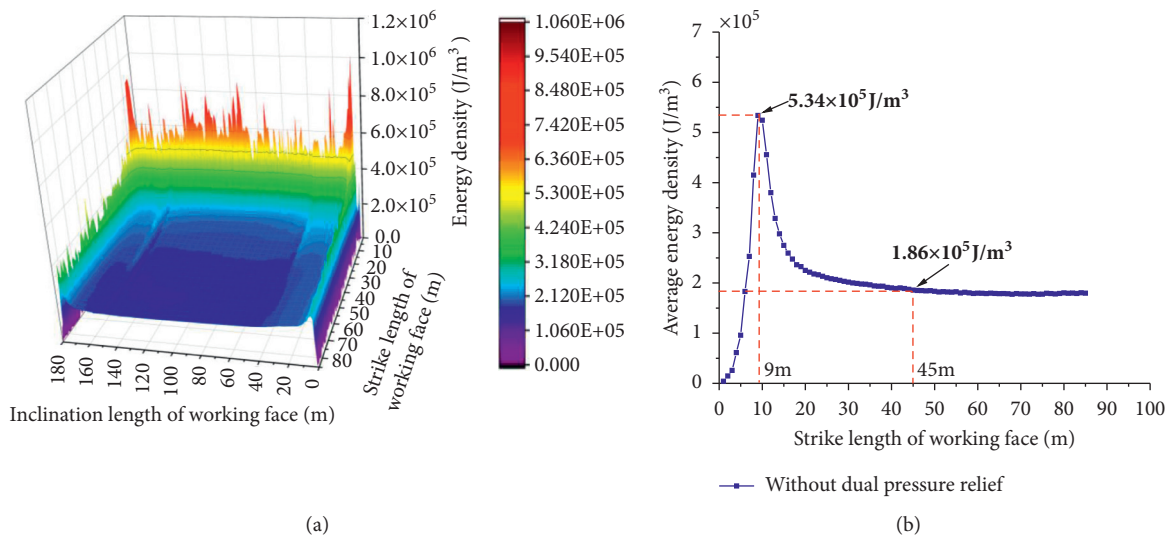 1.2×10⁶
1.0×10⁶
8.0×10⁵
6.0×10⁵
4.0×10⁵
2.0×10⁵
0.0
Energy density (J/m³)
10
20
30
40
50
60
70
80
Strike length of
working face (m)
180
160
140
120
100
80
60
40
20
0
Inclination length of working face (m)
1.060E+06
9.540E+05
8.480E+05
7.420E+05
6.360E+05
5.300E+05
4.240E+05
3.180E+05
2.120E+05
1.060E+05
0.000
(a)
×10⁵
7
6
5
4
3
2
1
0
Average energy density (J/m³)
5.34×10⁵J/m³
1.86×10⁵J/m³
9m
45m
0 10 20 30 40 50 60 70 80 90 100
Strike length of working face (m)
Without dual pressure relief
(b)